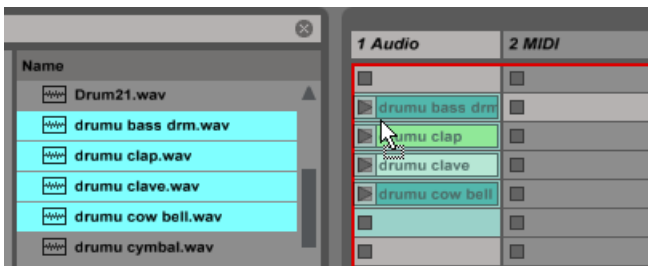 Name
Drum21.wav
drumu bass drm.wav
drumu clap.wav
drumu clave.wav
drumu cow bell.wav
drumu cymbal.wav
1 Audio
2 MIDI
drumu bass drm
drumu clap
drumu clave
drumu cow bell